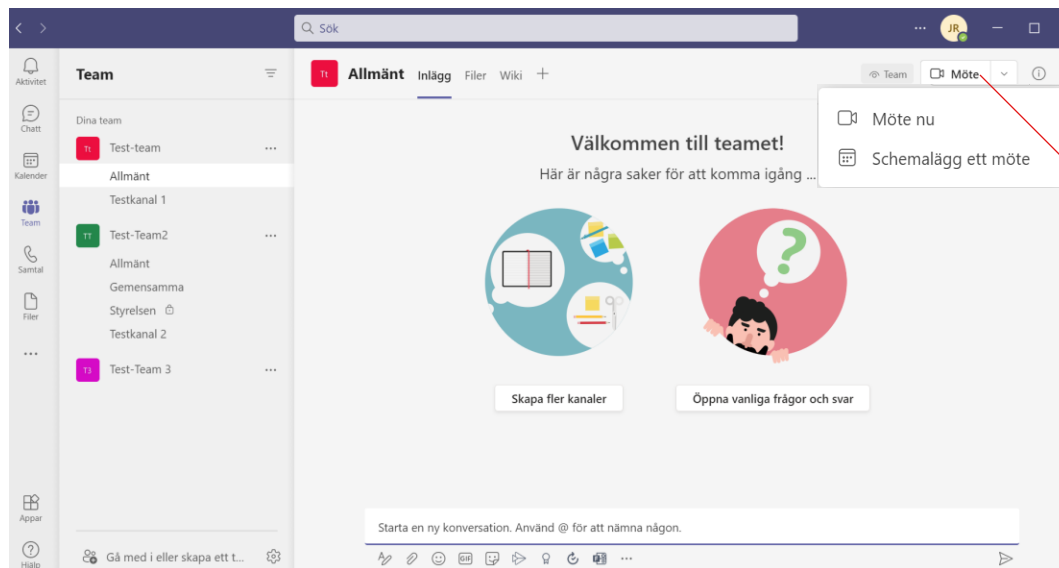 Sök
JR
Aktivitet
Chatt
Kalender
Team
Samtal
Filer
Appar
Hjälp
Team
Dina team
Tt Test-team
Allmänt
Testkanal 1
TT Test-Team2
Allmänt
Gemensamma
Styrelsen
Testkanal 2
T3 Test-Team 3
Gå med i eller skapa ett t...
Tt Allmänt Inlägg Filer Wiki
Team Möte
Möte nu
Schemalägg ett möte
Välkommen till teamet!
Här är några saker för att komma igång ...
Skapa fler kanaler
Öppna vanliga frågor och svar
Starta en ny konversation. Använd @ för att nämna någon.
GIF